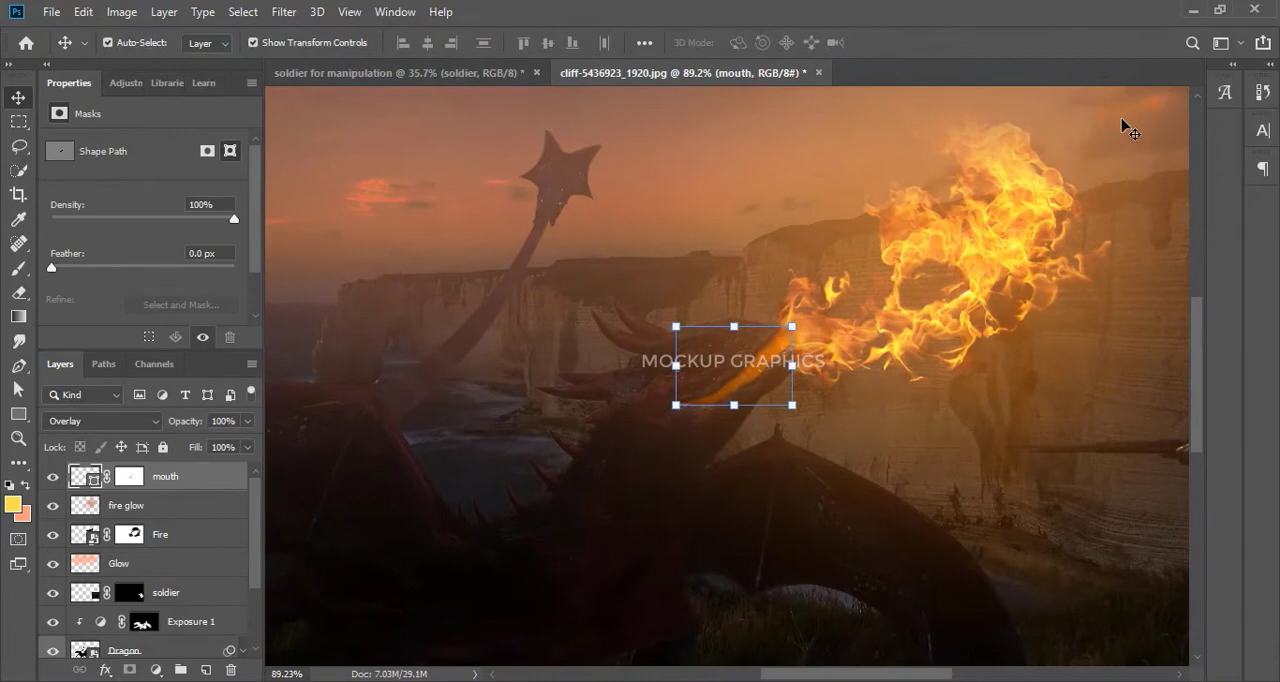 Ps File Edit Image Layer Type Select Filter 3D View Window Help
Auto-Select: Layer Show Transform Controls 3D Mode:
soldier for manipulation @ 35.7% (soldier, RGB/8) * cliff-5436923_1920.jpg @ 89.2% (mouth, RGB/8#) *
Properties Adjustn Librarie Learn
Masks
Shape Path
Density: 100%
Feather: 0.0 px
Refine: Select and Mask...
MOCKUP GRAPHICS
Layers Paths Channels
Kind
Overlay Opacity: 100%
Lock: Fill: 100%
mouth
fire glow
Fire
Glow
soldier
Exposure 1
Dragon
fx
89.23% Doc: 7.03M/29.1M